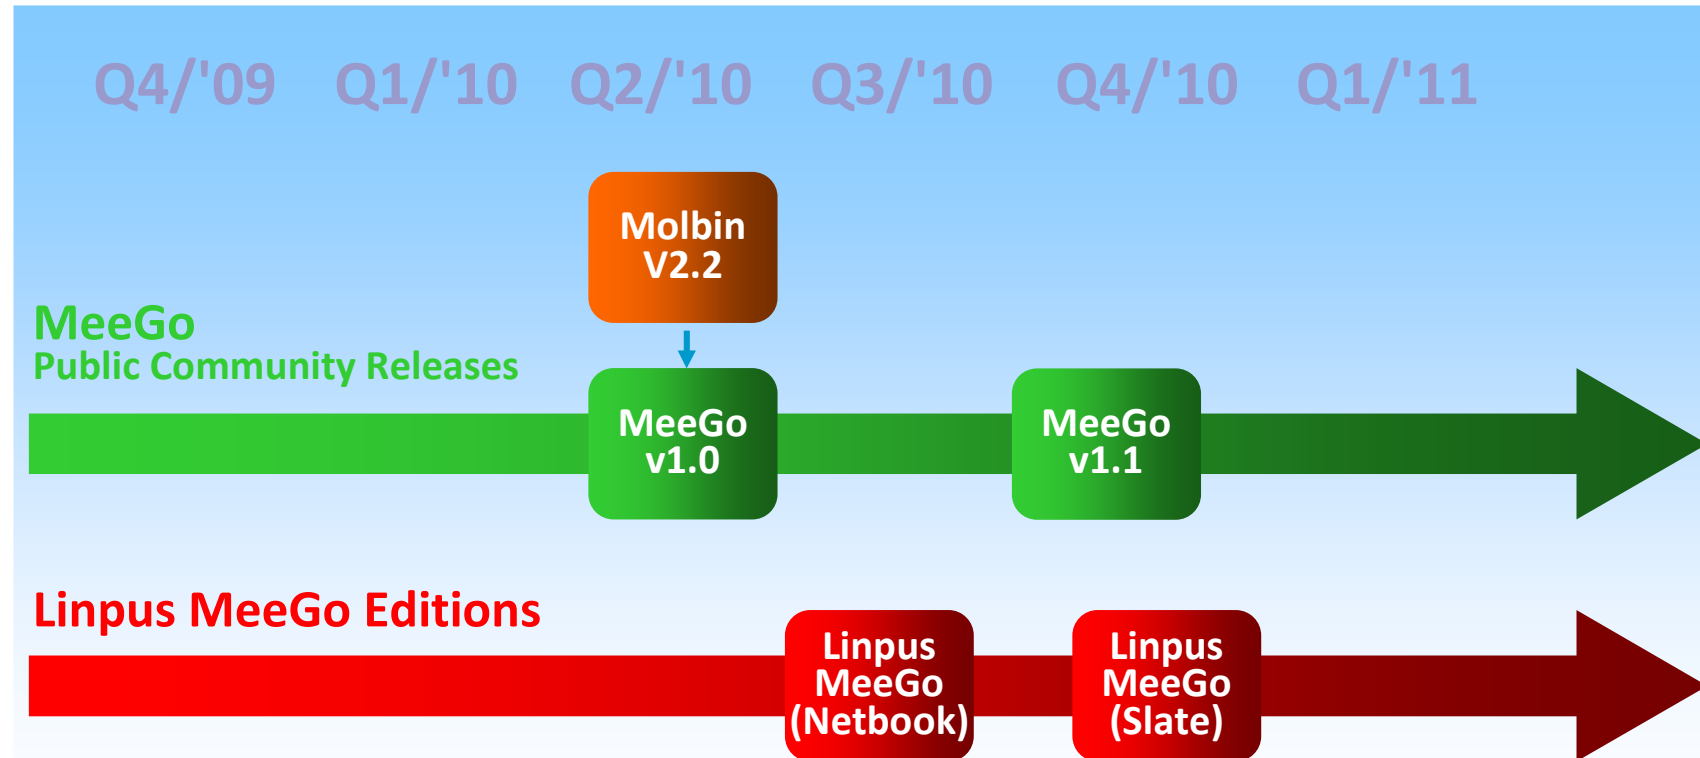 Q4/'09 Q1/'10 Q2/'10 Q3/'10 Q4/'10 Q1/'11
Molbin
V2.2
MeeGo
Public Community Releases
MeeGo
v1.0
MeeGo
v1.1
Linpus MeeGo Editions
Linpus
MeeGo
(Netbook)
Linpus
MeeGo
(Slate)